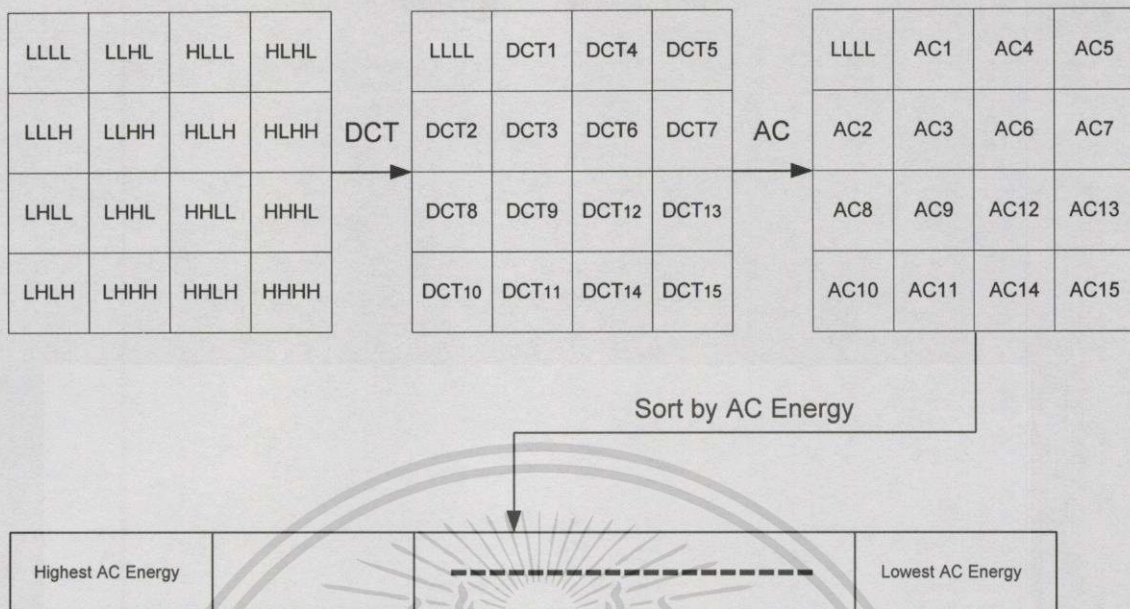 LLLL LLHL HLLL HLHL LLLL DCT1 DCT4 DCT5 LLLL AC1 AC4 AC5
LLLH LLHH HLLH HLHH DCT DCT2 DCT3 DCT6 DCT7 AC AC2 AC3 AC6 AC7
LHLL LHHL HHLL HHHL DCT8 DCT9 DCT12 DCT13 AC8 AC9 AC12 AC13
LHLH LHHH HHLH HHHH DCT10 DCT11 DCT14 DCT15 AC10 AC11 AC14 AC15
Sort by AC Energy
Highest AC Energy Lowest AC Energy